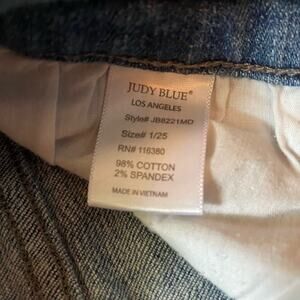 JUDY BLUE®
LOS ANGELES
Style# JB8221MD
Size# 1/25
RN# 116380
98% COTTON
2% SPANDEX
MADE IN VIETNAM